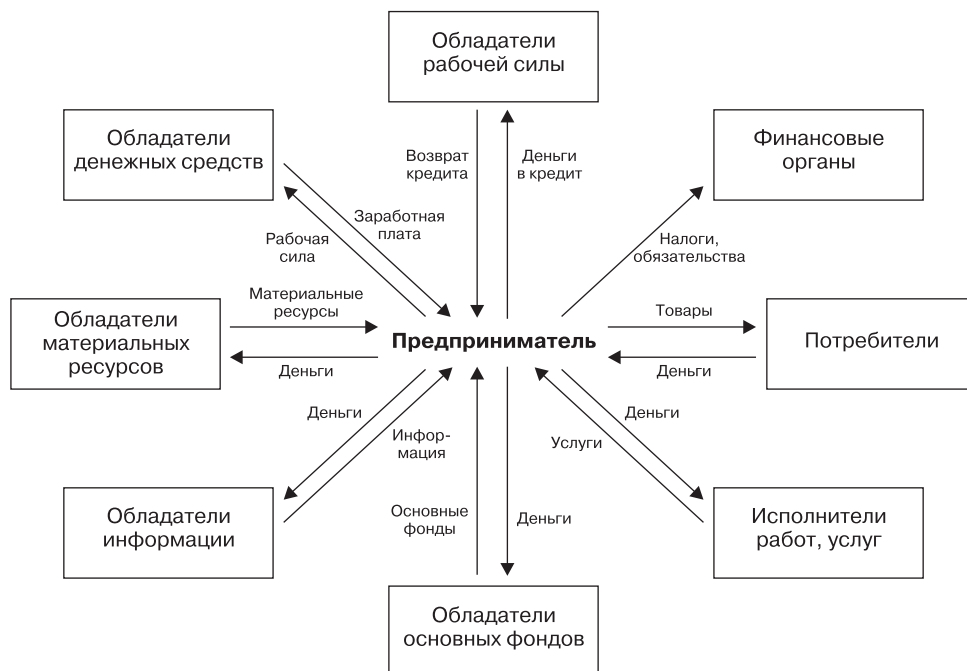 Обладатели
рабочей силы
Обладатели
денежных средств
Финансовые
органы
Возврат
кредита
Деньги
в кредит
Заработная
плата
Рабочая
сила
Налоги,
обязательства
Материальные
ресурсы
Товары
Обладатели
материальных
ресурсов
Предприниматель
Потребители
Деньги
Деньги
Деньги
Деньги
Инфор-
мация
Услуги
Обладатели
информации
Основные
фонды
Деньги
Исполнители
работ, услуг
Обладатели
основных фондов